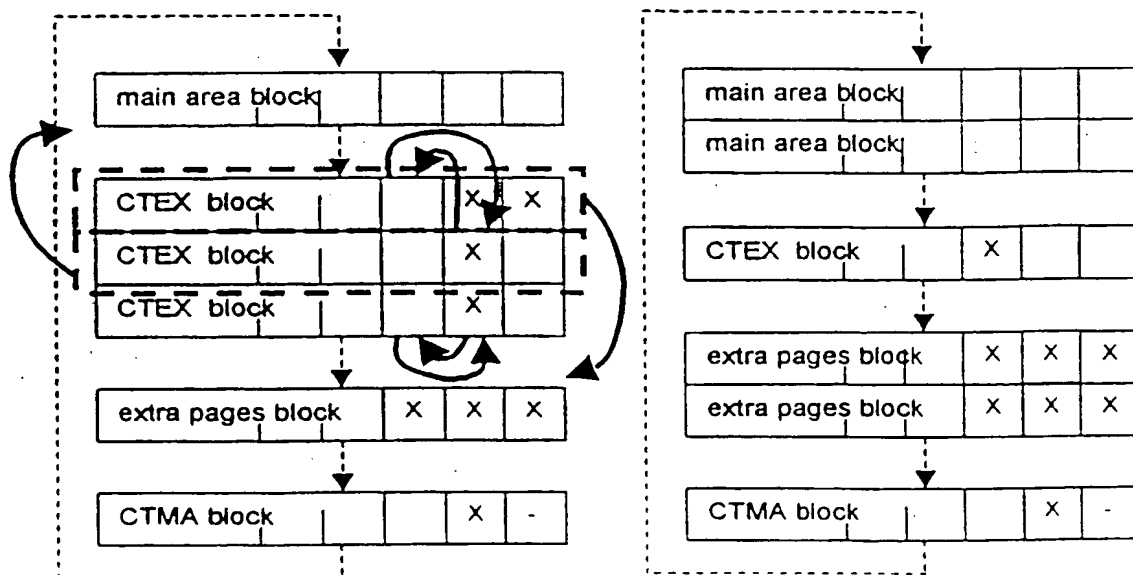 main area block
CTEX block X X
CTEX block X
CTEX block X
extra pages block X X X
CTMA block X -
main area block
main area block
CTEX block X
extra pages block X X X
extra pages block X X X
CTMA block X -